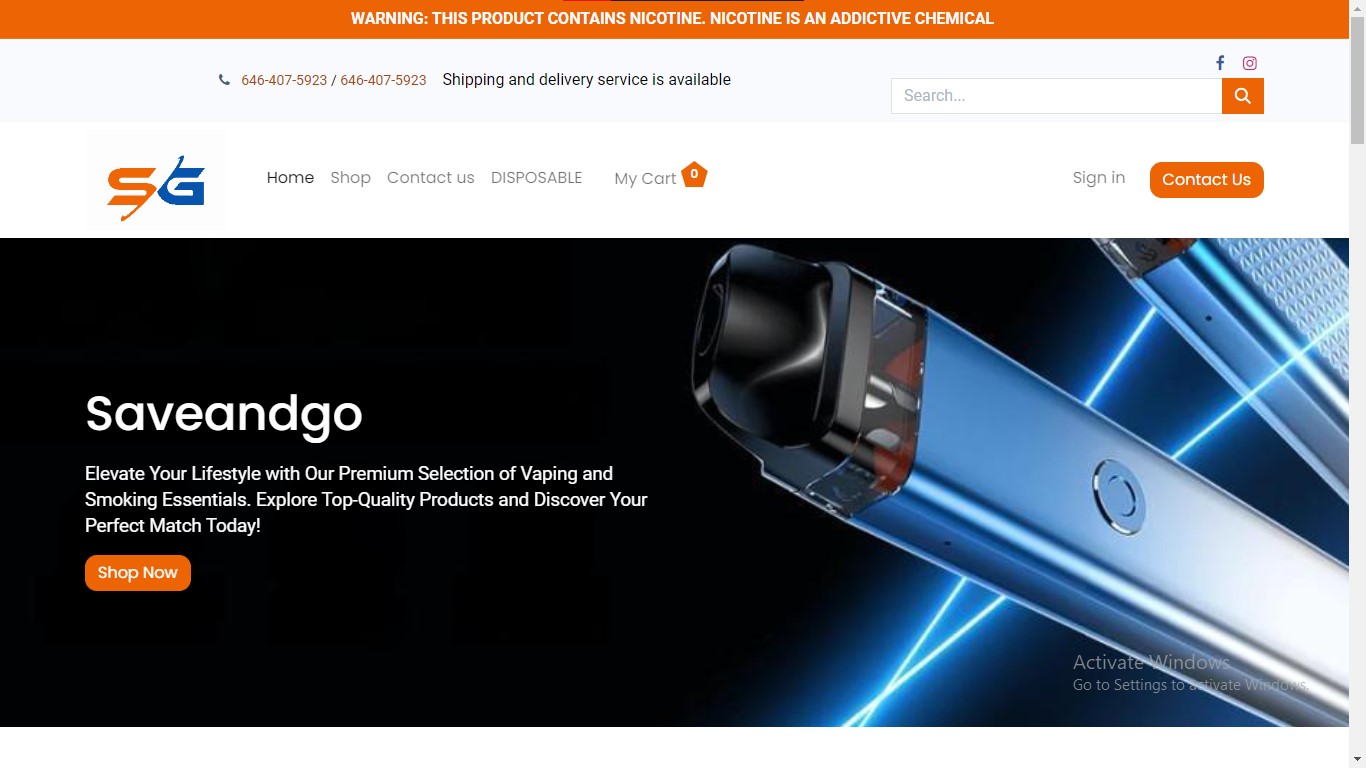 WARNING: THIS PRODUCT CONTAINS NICOTINE. NICOTINE IS AN ADDICTIVE CHEMICAL
646-407-5923 / 646-407-5923 Shipping and delivery service is available
Search...
SG
Home Shop Contact us DISPOSABLE My Cart 0 Sign in Contact Us
Saveandgo
Elevate Your Lifestyle with Our Premium Selection of Vaping and
Smoking Essentials. Explore Top-Quality Products and Discover Your
Perfect Match Today!
Shop Now
Activate Windows
Go to Settings to activate Windows.